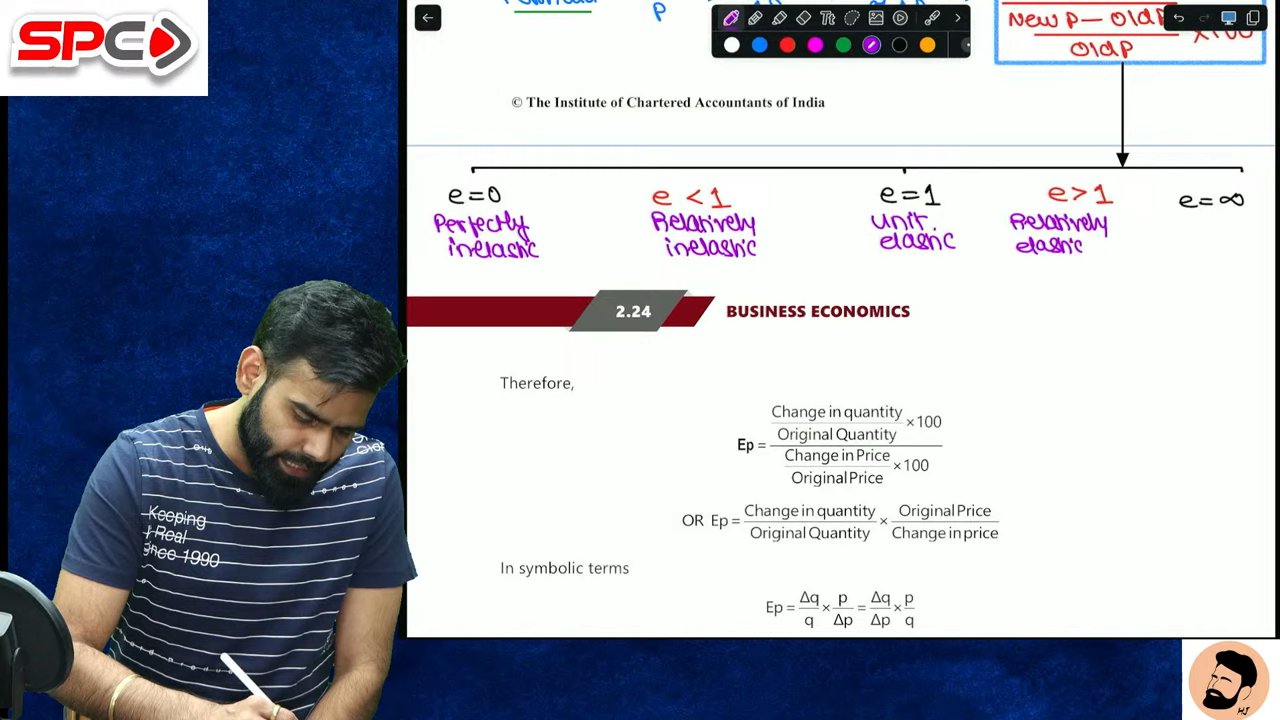 SPC
P
Tt
New P - Old P
Old P
×100
© The Institute of Chartered Accountants of India
e=0
e < 1
e=1
e>1
e=∞
Perfectly inelastic
Relatively inelastic
Unit elastic
Relatively elastic
2.24
BUSINESS ECONOMICS
Therefore,
Ep = Change in quantity / Original Quantity ×100
Change in Price / Original Price ×100
OR Ep = Change in quantity / Original Quantity × Original Price / Change in price
In symbolic terms
Ep = Δq/q × p/Δp = Δq/Δp × p/q
Keeping
I Real
Since 1990
HJ